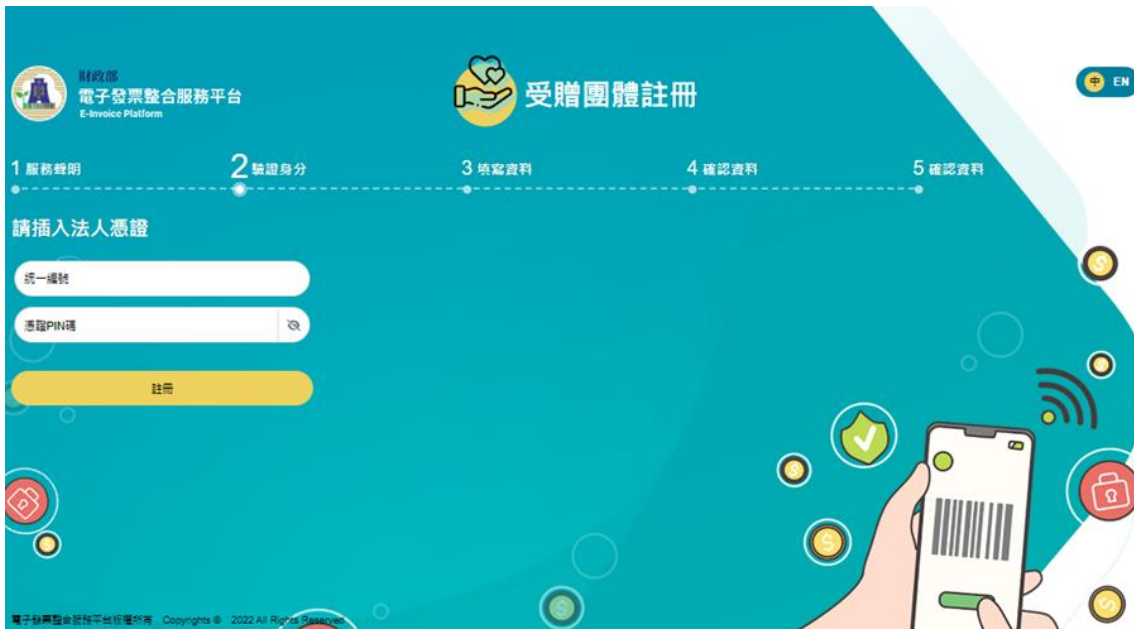 財政部
電子發票整合服務平台
E-Invoice Platform
受贈團體註冊
中 EN
1 服務聲明
2 驗證身分
3 填寫資料
4 確認資料
5 確認資料
請插入法人憑證
統一編號
憑證PIN碼
註冊
電子發票整合服務平台版權所有 Copyrights © 2022 All Rights Reserved.